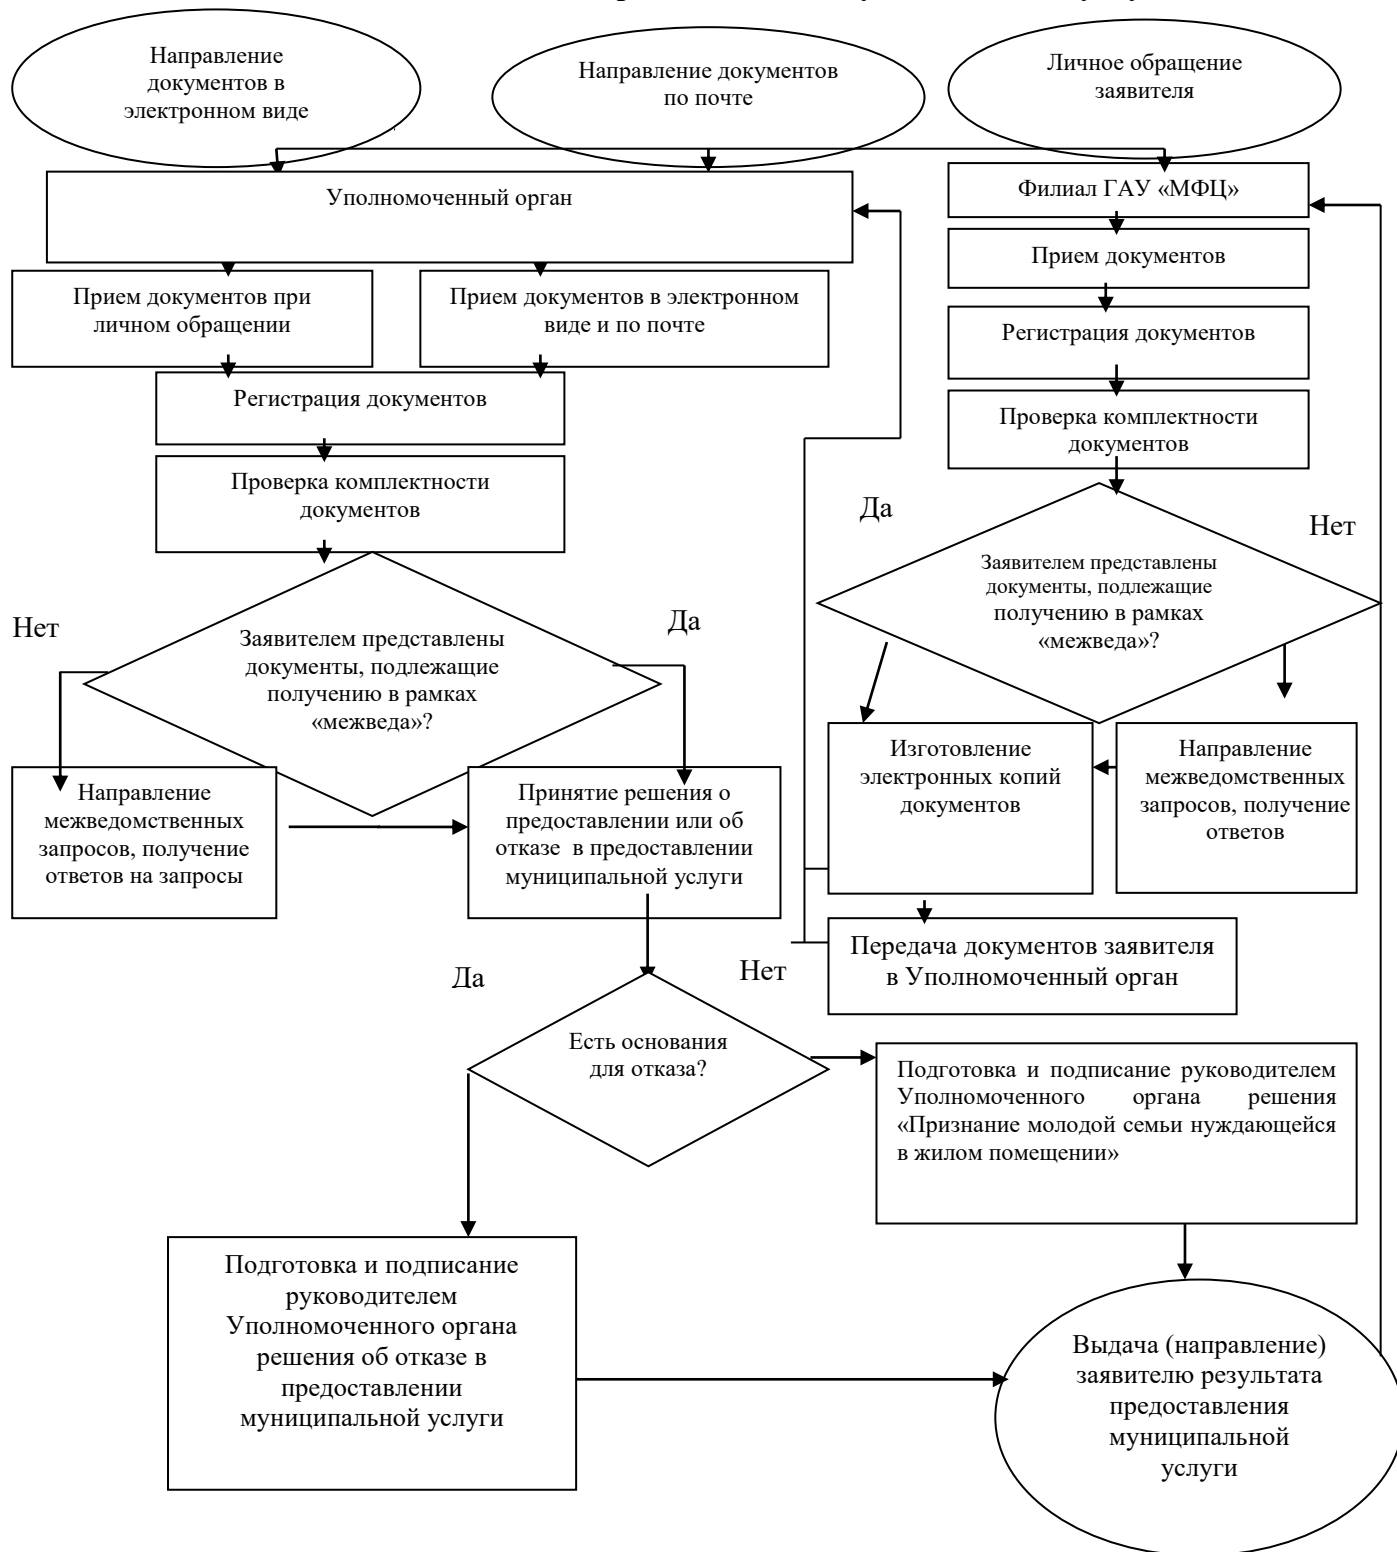 Направление
документов в
электронном виде
Направление документов
по почте
Личное обращение
заявителя
Уполномоченный орган
Филиал ГАУ «МФЦ»
Прием документов
Прием документов при
личном обращении
Прием документов в электронном
виде и по почте
Регистрация документов
Регистрация документов
Проверка комплектности
документов
Проверка комплектности
документов
Да
Нет
Заявителем представлены
документы, подлежащие
получению в рамках
«межведа»?
Нет
Да
Заявителем представлены
документы, подлежащие
получению в рамках
«межведа»?
Изготовление
электронных копий
документов
Направление
межведомственных
запросов, получение
ответов
Направление
межведомственных
запросов, получение
ответов на запросы
Принятие решения о
предоставлении или об
отказе в предоставлении
муниципальной услуги
Передача документов заявителя
в Уполномоченный орган
Да
Нет
Есть основания
для отказа?
Подготовка и подписание руководителем
Уполномоченного органа решения
«Признание молодой семьи нуждающейся
в жилом помещении»
Подготовка и подписание
руководителем
Уполномоченного органа
решения об отказе в
предоставлении
муниципальной услуги
Выдача (направление)
заявителю результата
предоставления
муниципальной
услуги